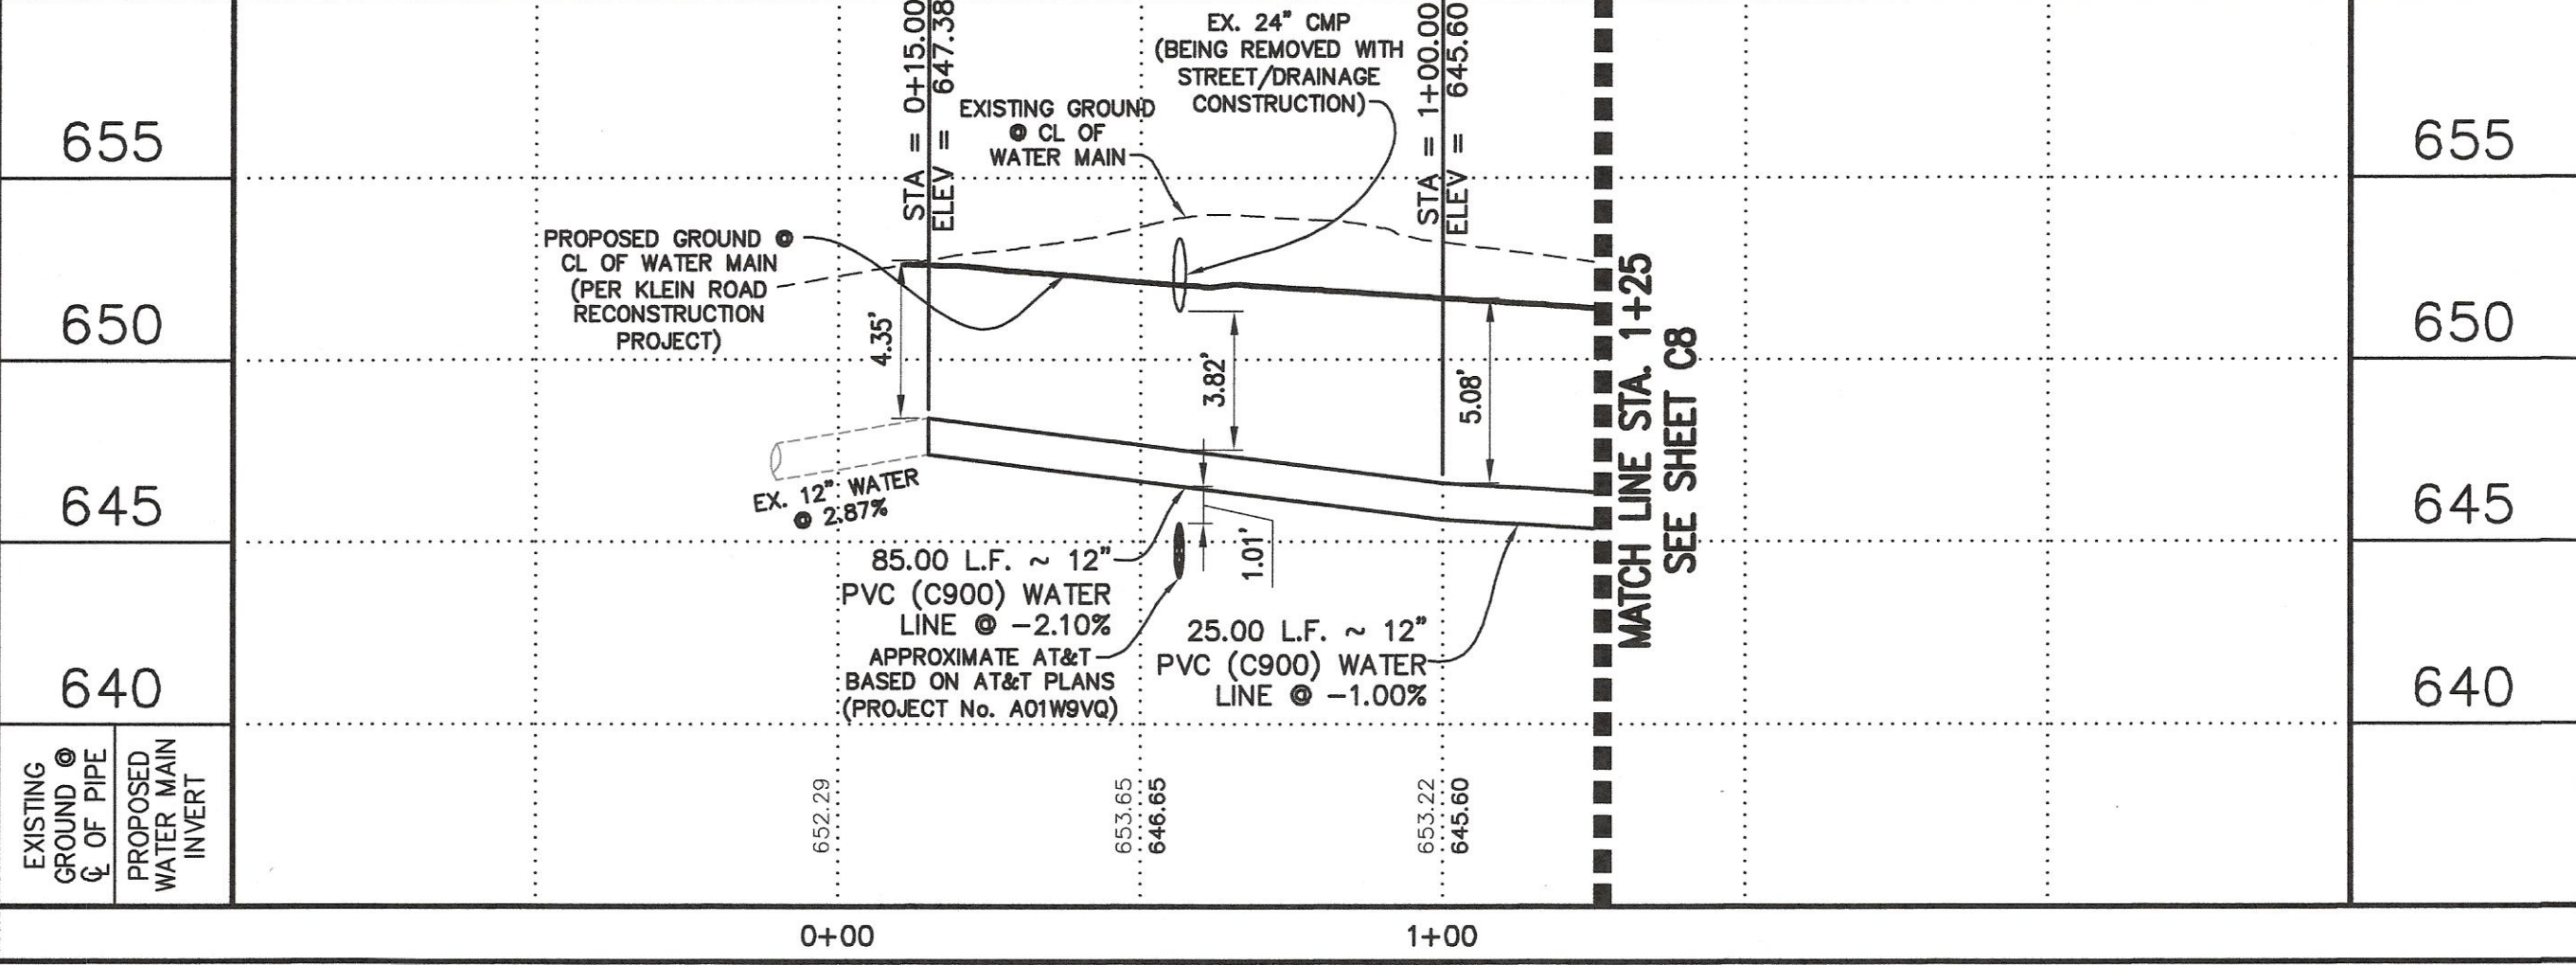 STA = 0+15.00
ELEV = 647.38
EX. 24" CMP
(BEING REMOVED WITH
STREET/DRAINAGE
CONSTRUCTION)
STA = 1+00.00
ELEV = 645.60
EXISTING GROUND
@ CL OF
WATER MAIN
655
655
PROPOSED GROUND @
CL OF WATER MAIN
(PER KLEIN ROAD
RECONSTRUCTION
PROJECT)
650
650
4.35'
3.82'
5.08'
MATCH LINE STA. 1+25
SEE SHEET C8
EX. 12" WATER
@ 2.87%
645
645
1.01'
85.00 L.F. ~ 12"
PVC (C900) WATER
LINE @ -2.10%
APPROXIMATE AT&T
BASED ON AT&T PLANS
(PROJECT No. A01W9VQ)
25.00 L.F. ~ 12"
PVC (C900) WATER
LINE @ -1.00%
640
640
EXISTING
GROUND @
℄ OF PIPE
PROPOSED
WATER MAIN
INVERT
652.29
653.65
646.65
653.22
645.60
0+00
1+00